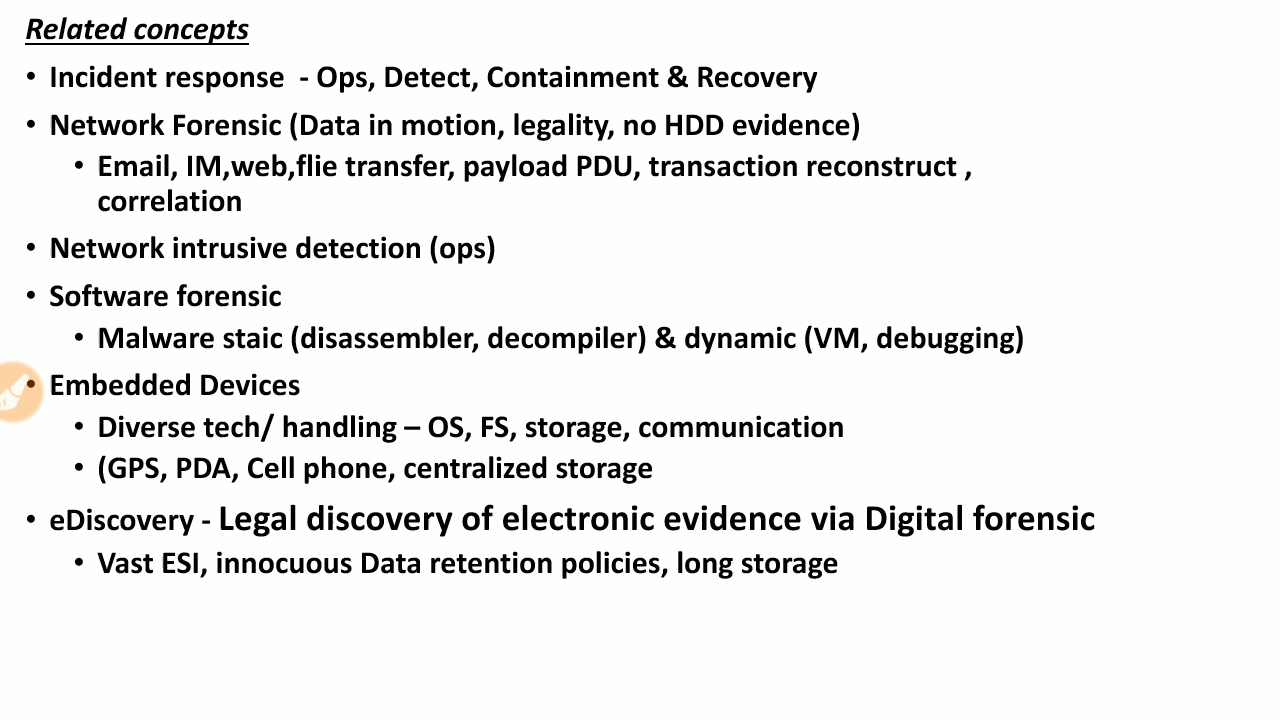 Related concepts
• Incident response  - Ops, Detect, Containment & Recovery
• Network Forensic (Data in motion, legality, no HDD evidence)
• Email, IM,web,flie transfer, payload PDU, transaction reconstruct ,
correlation
• Network intrusive detection (ops)
• Software forensic
• Malware staic (disassembler, decompiler) & dynamic (VM, debugging)
• Embedded Devices
• Diverse tech/ handling – OS, FS, storage, communication
• (GPS, PDA, Cell phone, centralized storage
• eDiscovery - Legal discovery of electronic evidence via Digital forensic
• Vast ESI, innocuous Data retention policies, long storage